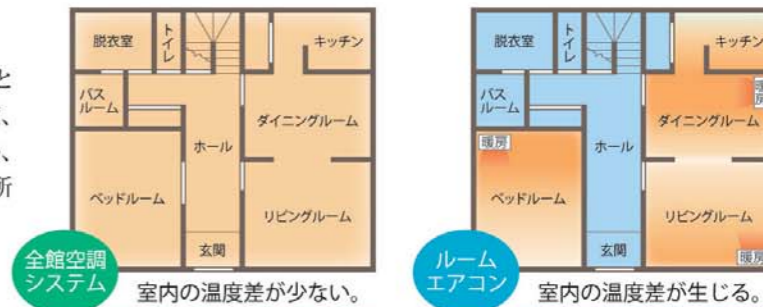 と
、
、
所
脱衣室
トイレ
キッチン
バス
ルーム
ダイニングルーム
ホール
ベッドルーム
リビングルーム
玄関
全館空調
システム
室内の温度差が少ない。
脱衣室
トイレ
キッチン
バス
ルーム
暖房
ダイニングルーム
暖房
ホール
ベッドルーム
リビングルーム
玄関
暖房
ルーム
エアコン
室内の温度差が生じる。